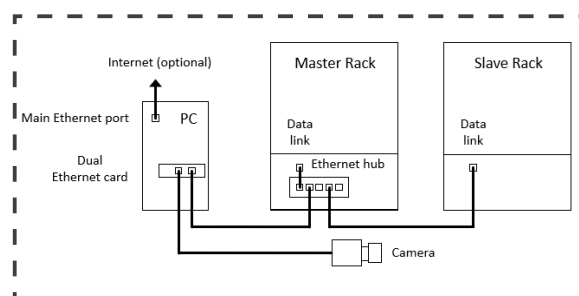 Internet (optional)
Main Ethernet port
PC
Dual
Ethernet card
Master Rack
Data
link
Ethernet hub
Slave Rack
Data
link
Camera